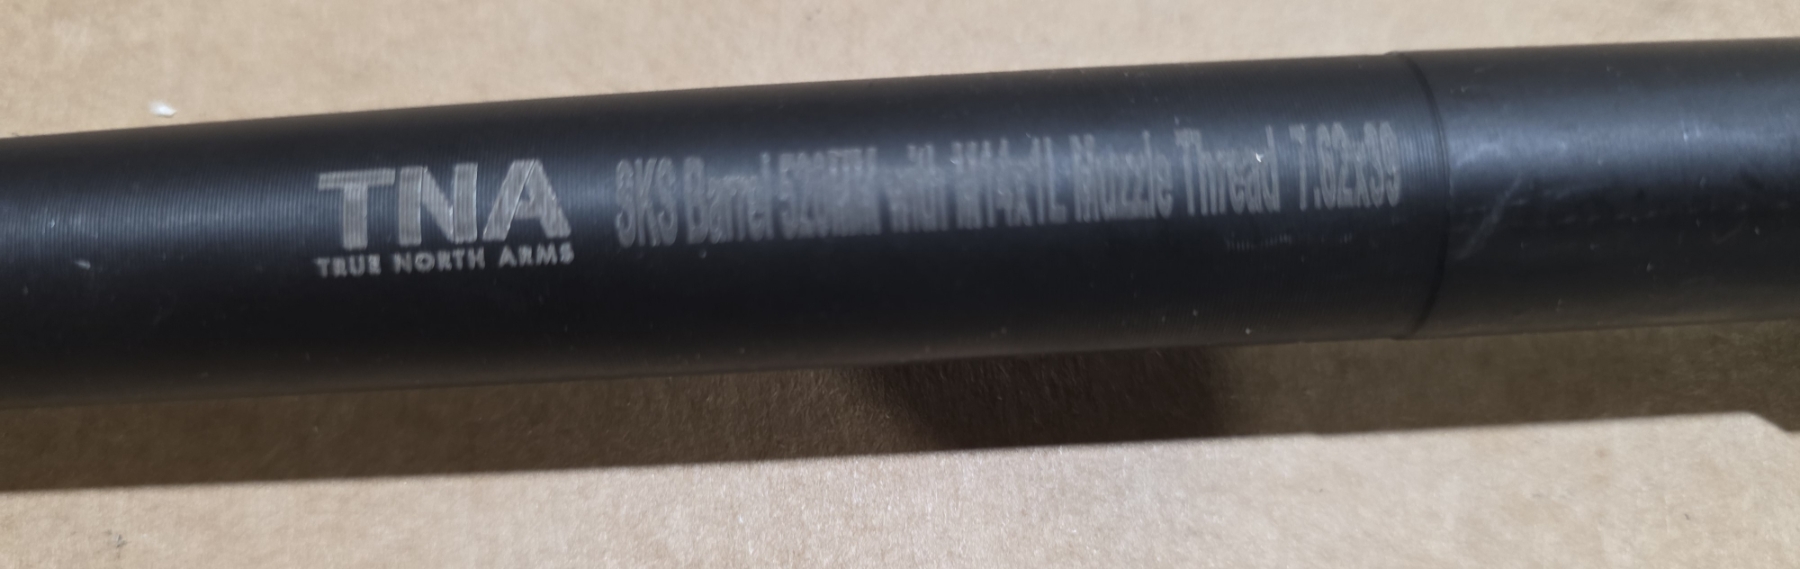 TNA
TRUE NORTH ARMS
SKS Barrel 520MM with M14x1L Muzzle Thread 7.62x39